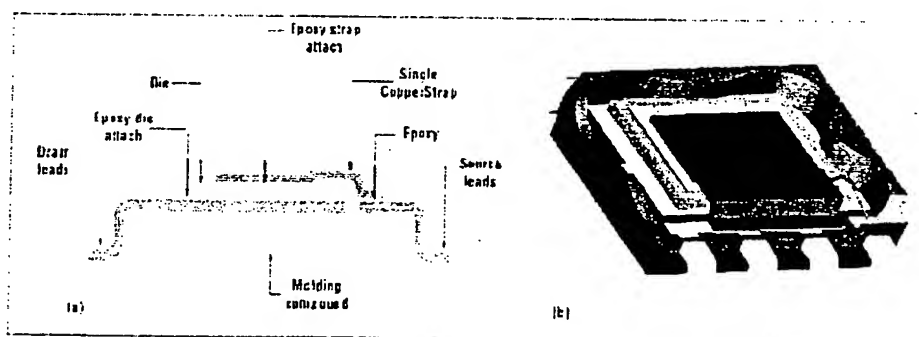 Epoxy strap
attach
Die
Single
Copper Strap
Epoxy die
attach
Epoxy
Drain
leads
Source
leads
Molding
compound
(a)
(b)